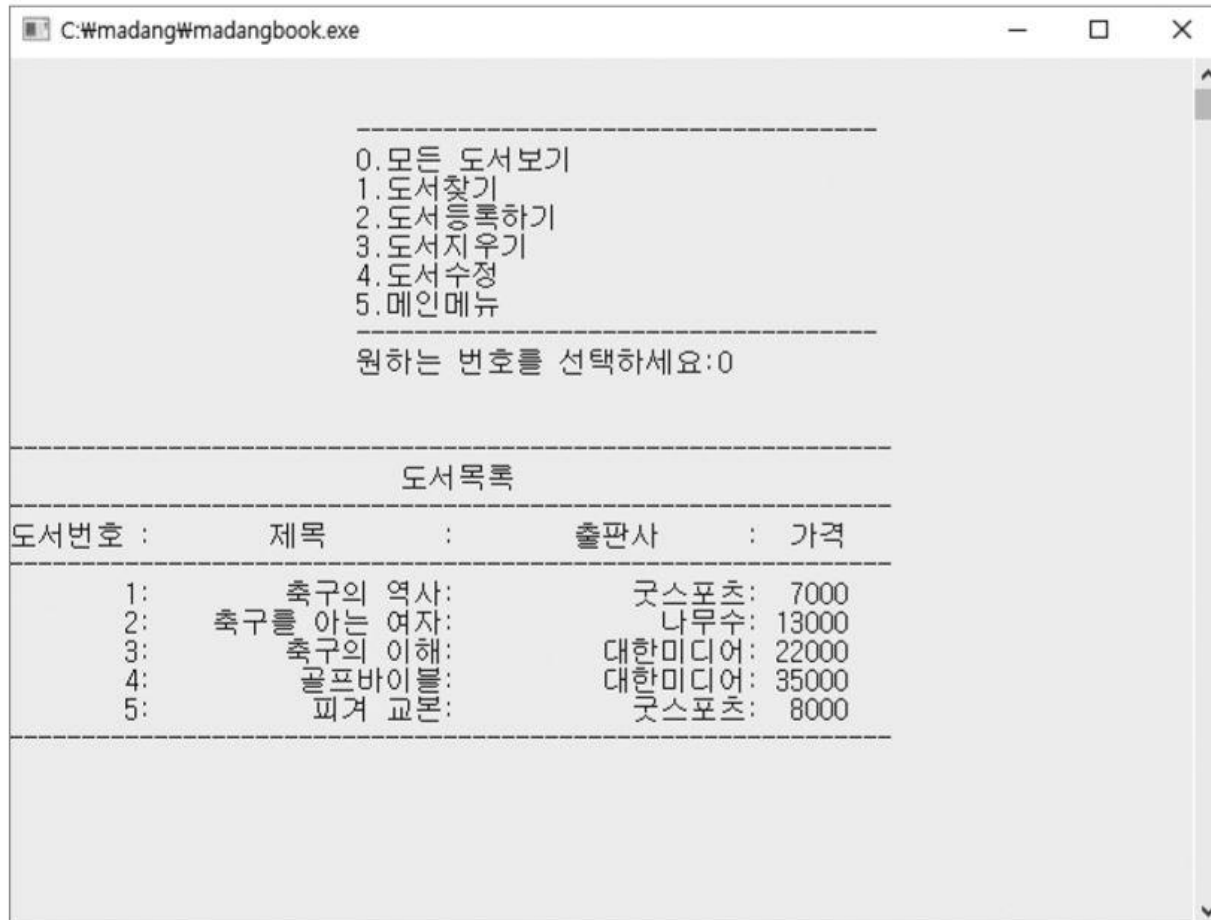 C:₩madang₩madangbook.exe
------------------------------------
0.모든 도서보기
1.도서찾기
2.도서등록하기
3.도서지우기
4.도서수정
5.메인메뉴
------------------------------------
원하는 번호를 선택하세요:0
-------------------------------------------------------------
도서목록
-------------------------------------------------------------
도서번호 : 제목 : 출판사 : 가격
-------------------------------------------------------------
1: 축구의 역사: 굿스포츠: 7000
2: 축구를 아는 여자: 나무수: 13000
3: 축구의 이해: 대한미디어: 22000
4: 골프바이블: 대한미디어: 35000
5: 피겨 교본: 굿스포츠: 8000
-------------------------------------------------------------